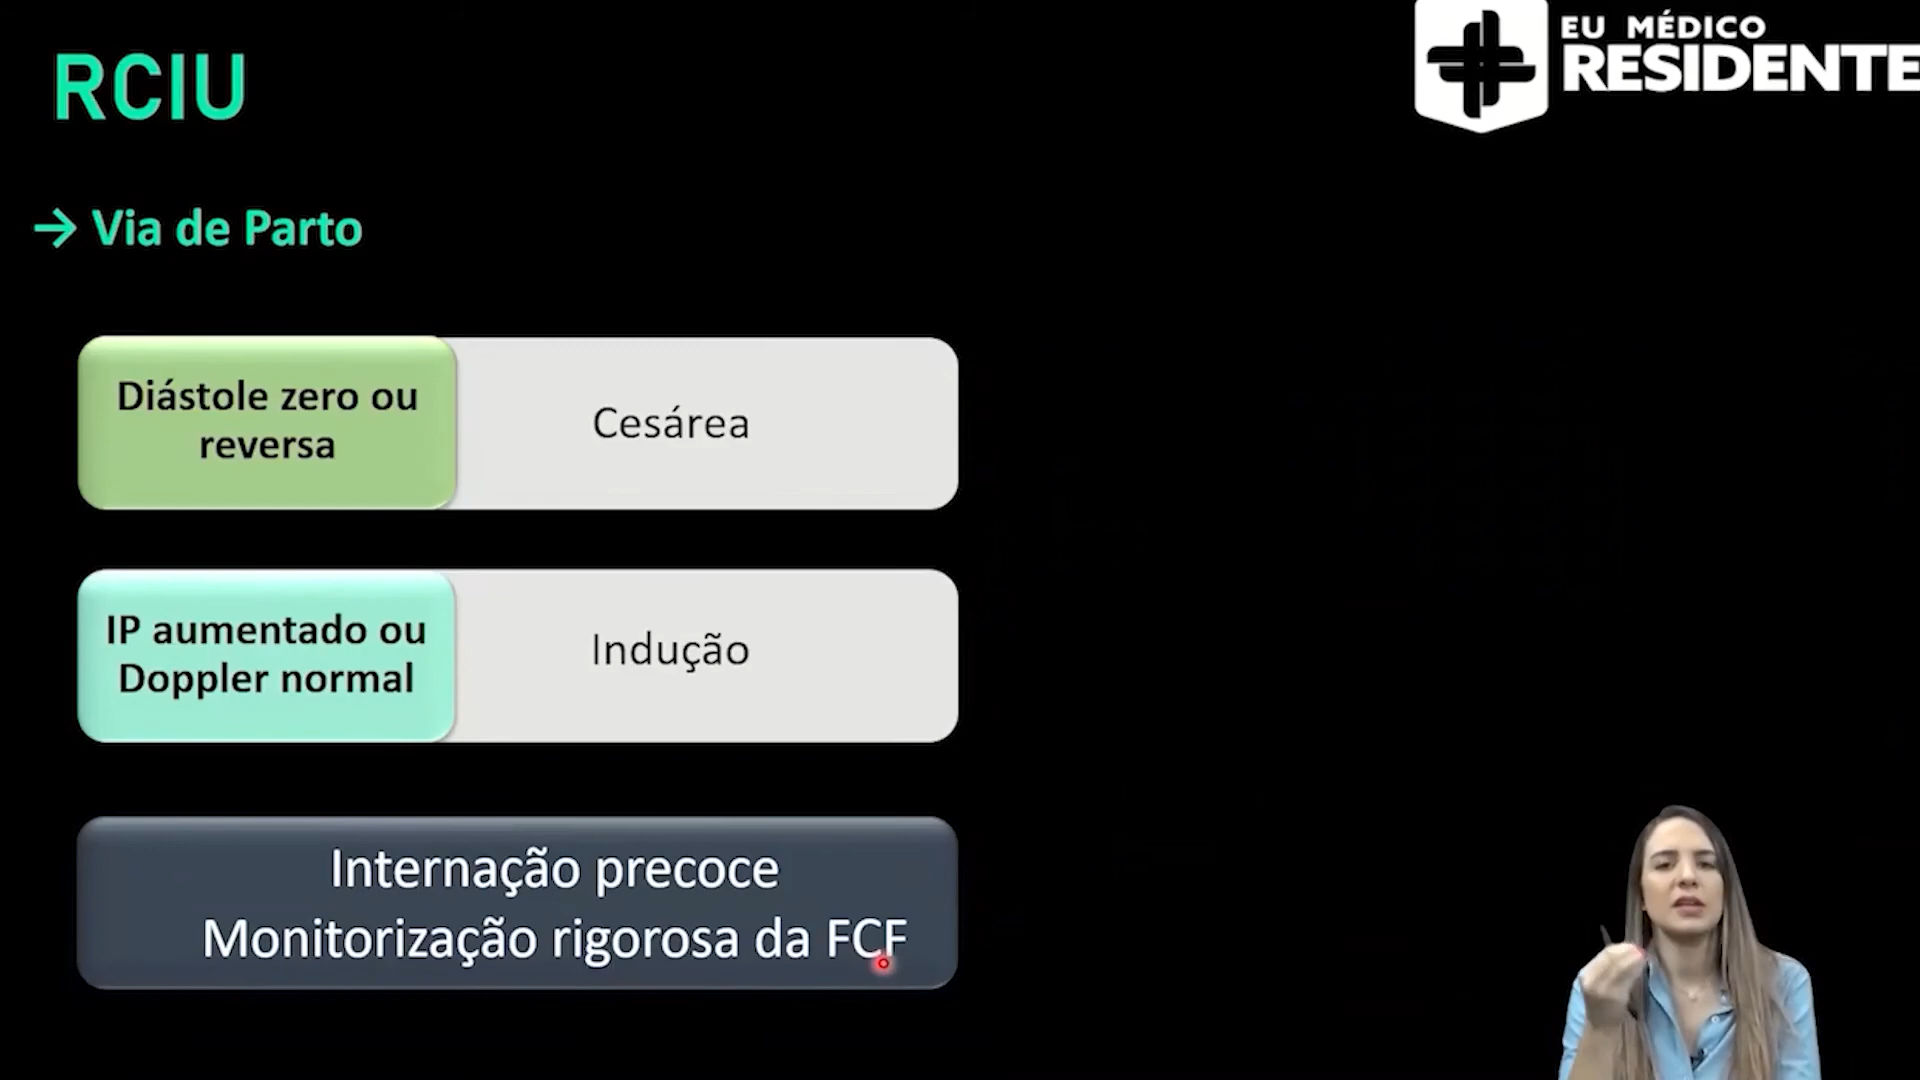 RCIU
EU MÉDICO
RESIDENTE
→ Via de Parto
Diástole zero ou
reversa
Cesárea
IP aumentado ou
Doppler normal
Indução
Internação precoce
Monitorização rigorosa da FCF